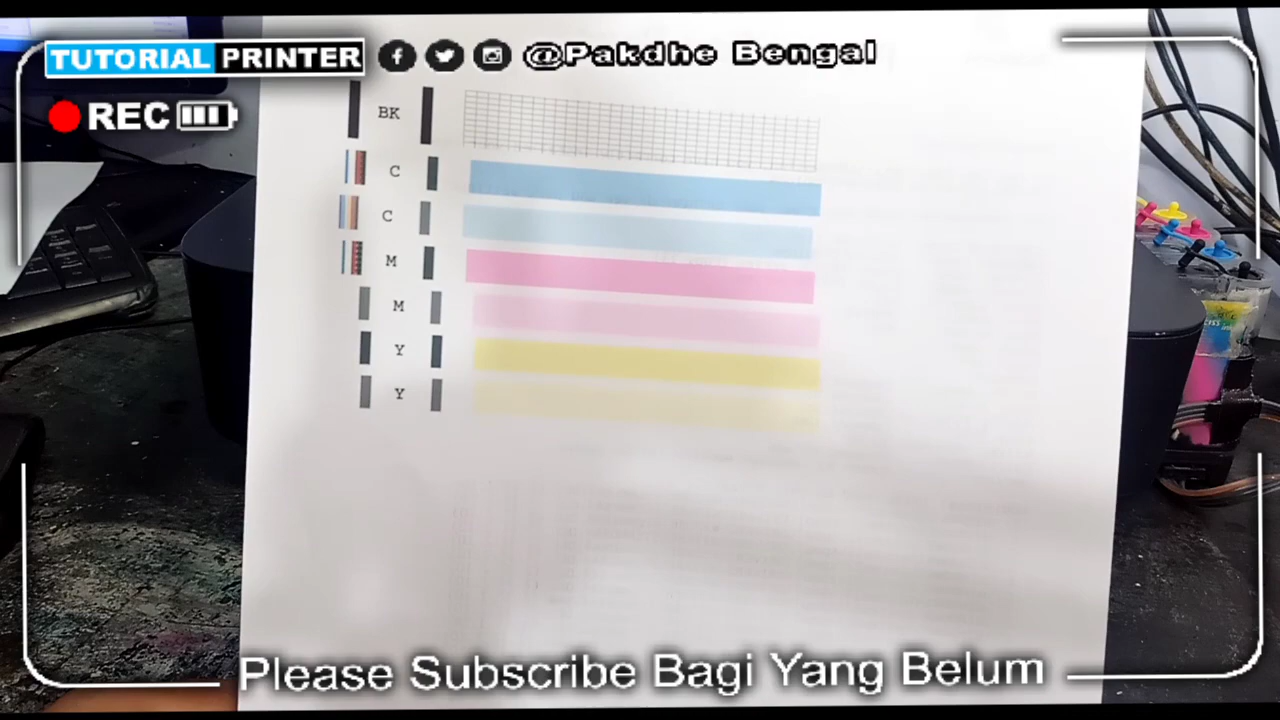 TUTORIAL PRINTER @Pakdhe Bengal
REC
BK
C
C
M
M
Y
Y
Please Subscribe Bagi Yang Belum